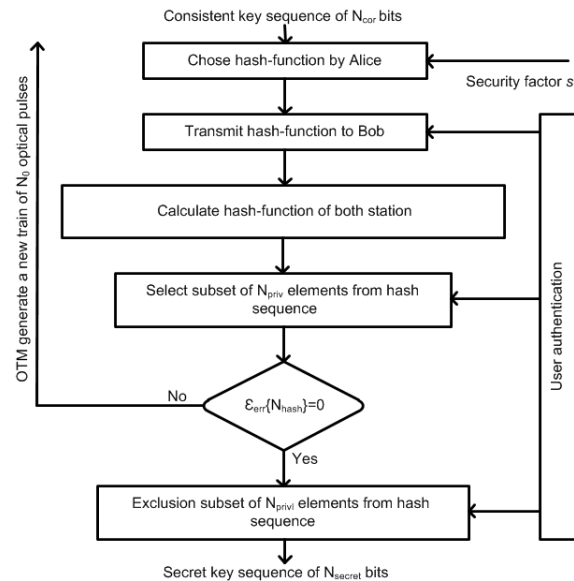 Consistent key sequence of N_cor bits
Chose hash-function by Alice
Security factor s
Transmit hash-function to Bob
Calculate hash-function of both station
Select subset of N_priv elements from hash
sequence
OTM generate a new train of N_0 optical pulses
User authentication
No
Ɛ_err{N_hash}=0
Yes
Exclusion subset of N_privi elements from hash
sequence
Secret key sequence of N_secret bits